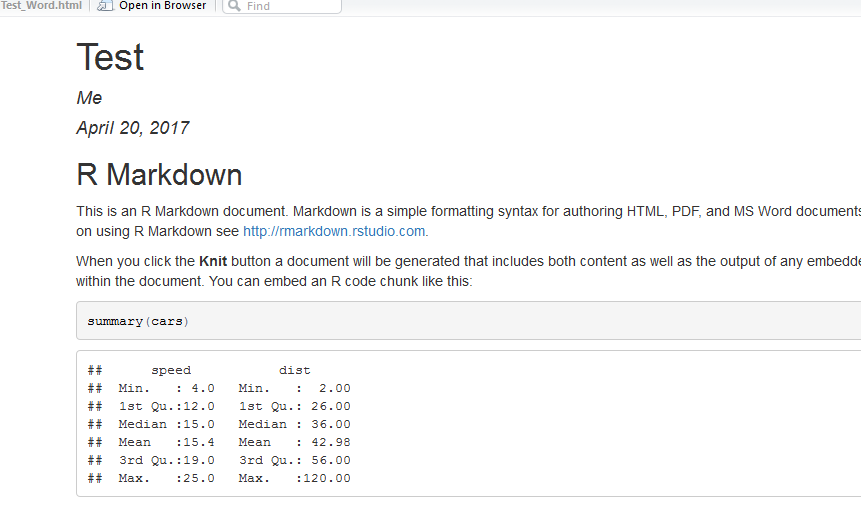 Test_Word.html Open in Browser Find
Test
Me
April 20, 2017
R Markdown
This is an R Markdown document. Markdown is a simple formatting syntax for authoring HTML, PDF, and MS Word documents
on using R Markdown see http://rmarkdown.rstudio.com.
When you click the Knit button a document will be generated that includes both content as well as the output of any embedde
within the document. You can embed an R code chunk like this:
summary(cars)
##      speed           dist
##  Min.   : 4.0   Min.   :  2.00
##  1st Qu.:12.0   1st Qu.: 26.00
##  Median :15.0   Median : 36.00
##  Mean   :15.4   Mean   : 42.98
##  3rd Qu.:19.0   3rd Qu.: 56.00
##  Max.   :25.0   Max.   :120.00